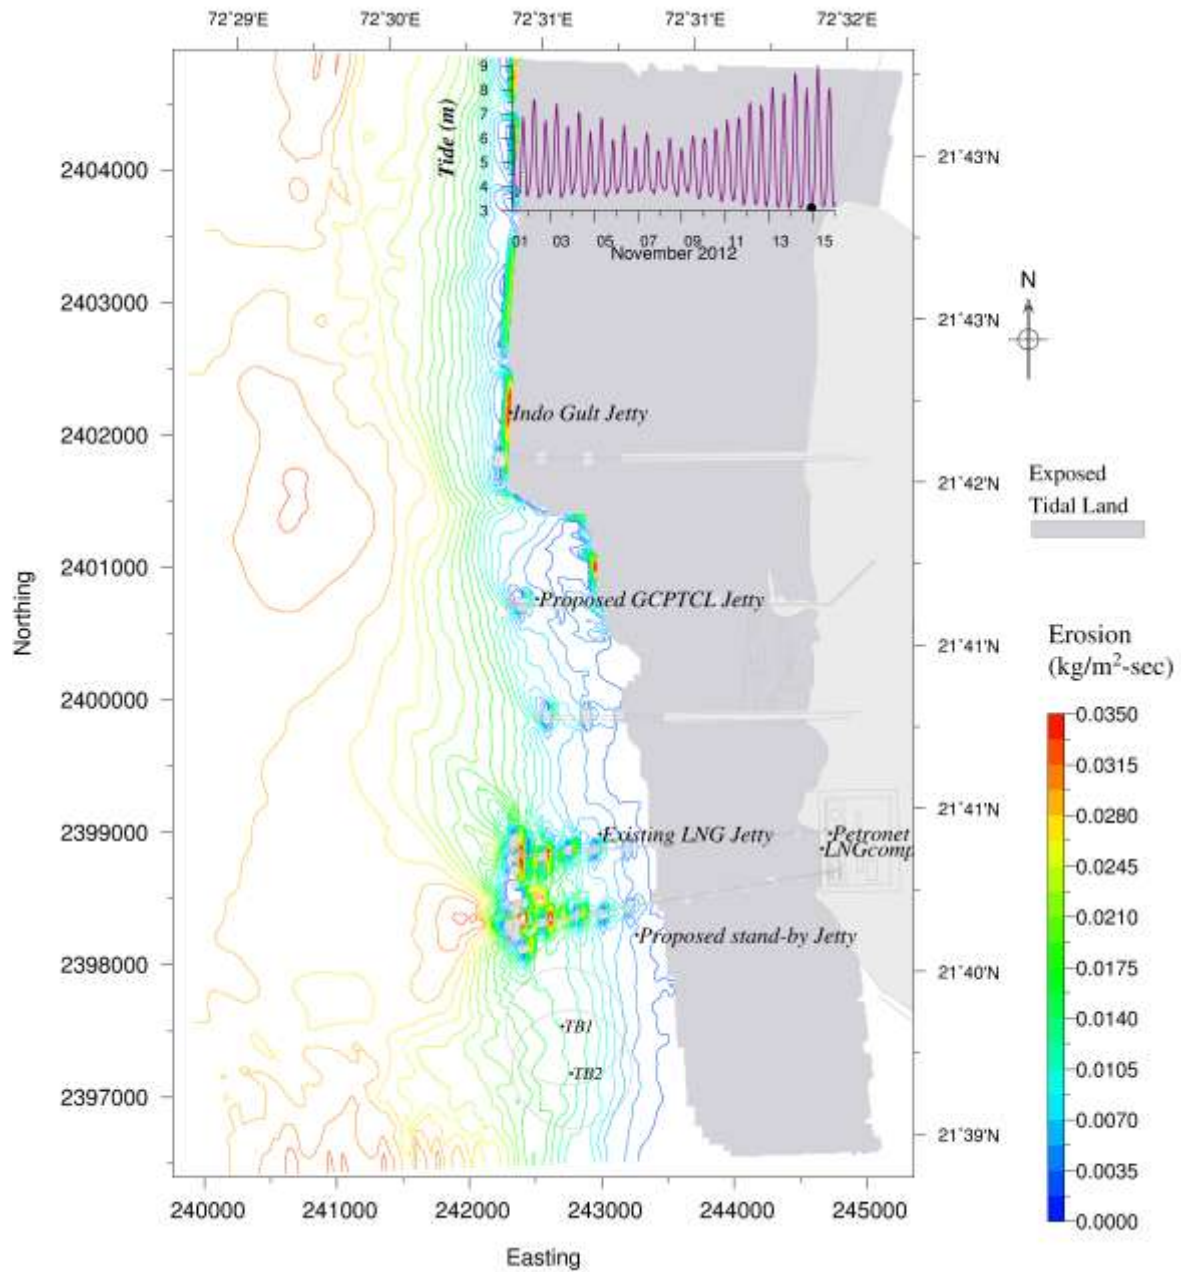 72˚29'E 72˚30'E 72˚31'E 72˚31'E 72˚32'E
9
8
7
6
5
4
3
Tide (m)
01 03 05 07 09 11 13 15
November 2012
2404000
2403000
2402000
2401000
2400000
2399000
2398000
2397000
Northing
21˚43'N
21˚43'N
21˚42'N
21˚41'N
21˚41'N
21˚40'N
21˚39'N
N
Indo Gult Jetty
Proposed GCPTCL Jetty
Existing LNG Jetty
Petronet
LNGcomp
Proposed stand-by Jetty
TB1
TB2
Exposed
Tidal Land
Erosion
(kg/m²-sec)
0.0350
0.0315
0.0280
0.0245
0.0210
0.0175
0.0140
0.0105
0.0070
0.0035
0.0000
240000 241000 242000 243000 244000 245000
Easting